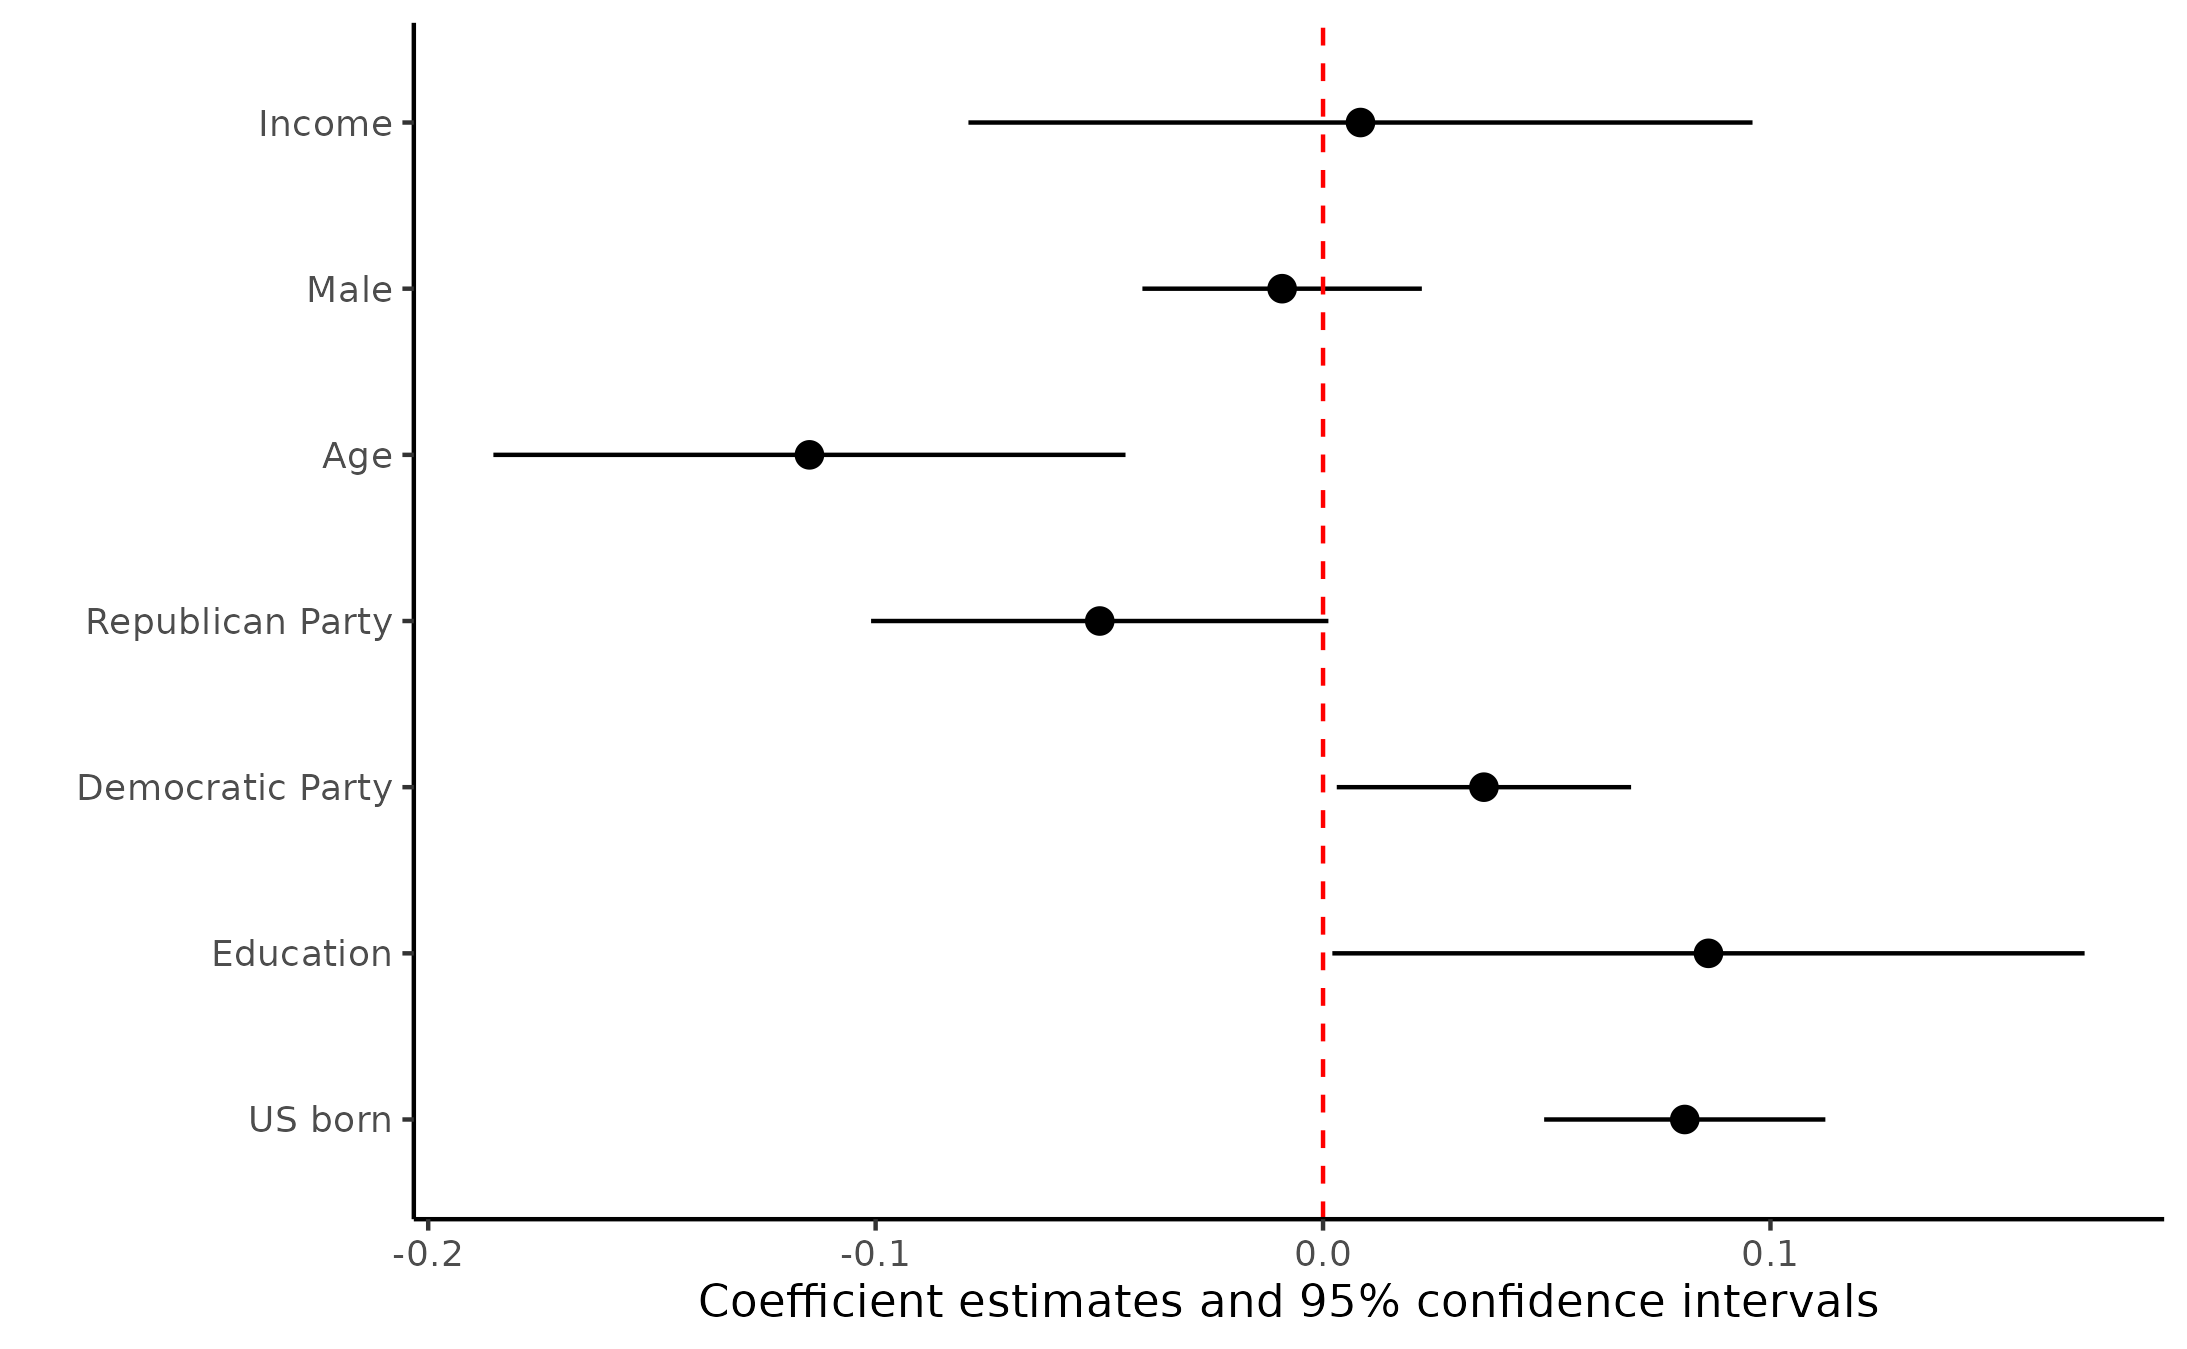 Income
Male
Age
Republican Party
Democratic Party
Education
US born
-0.2 -0.1 0.0 0.1
Coefficient estimates and 95% confidence intervals